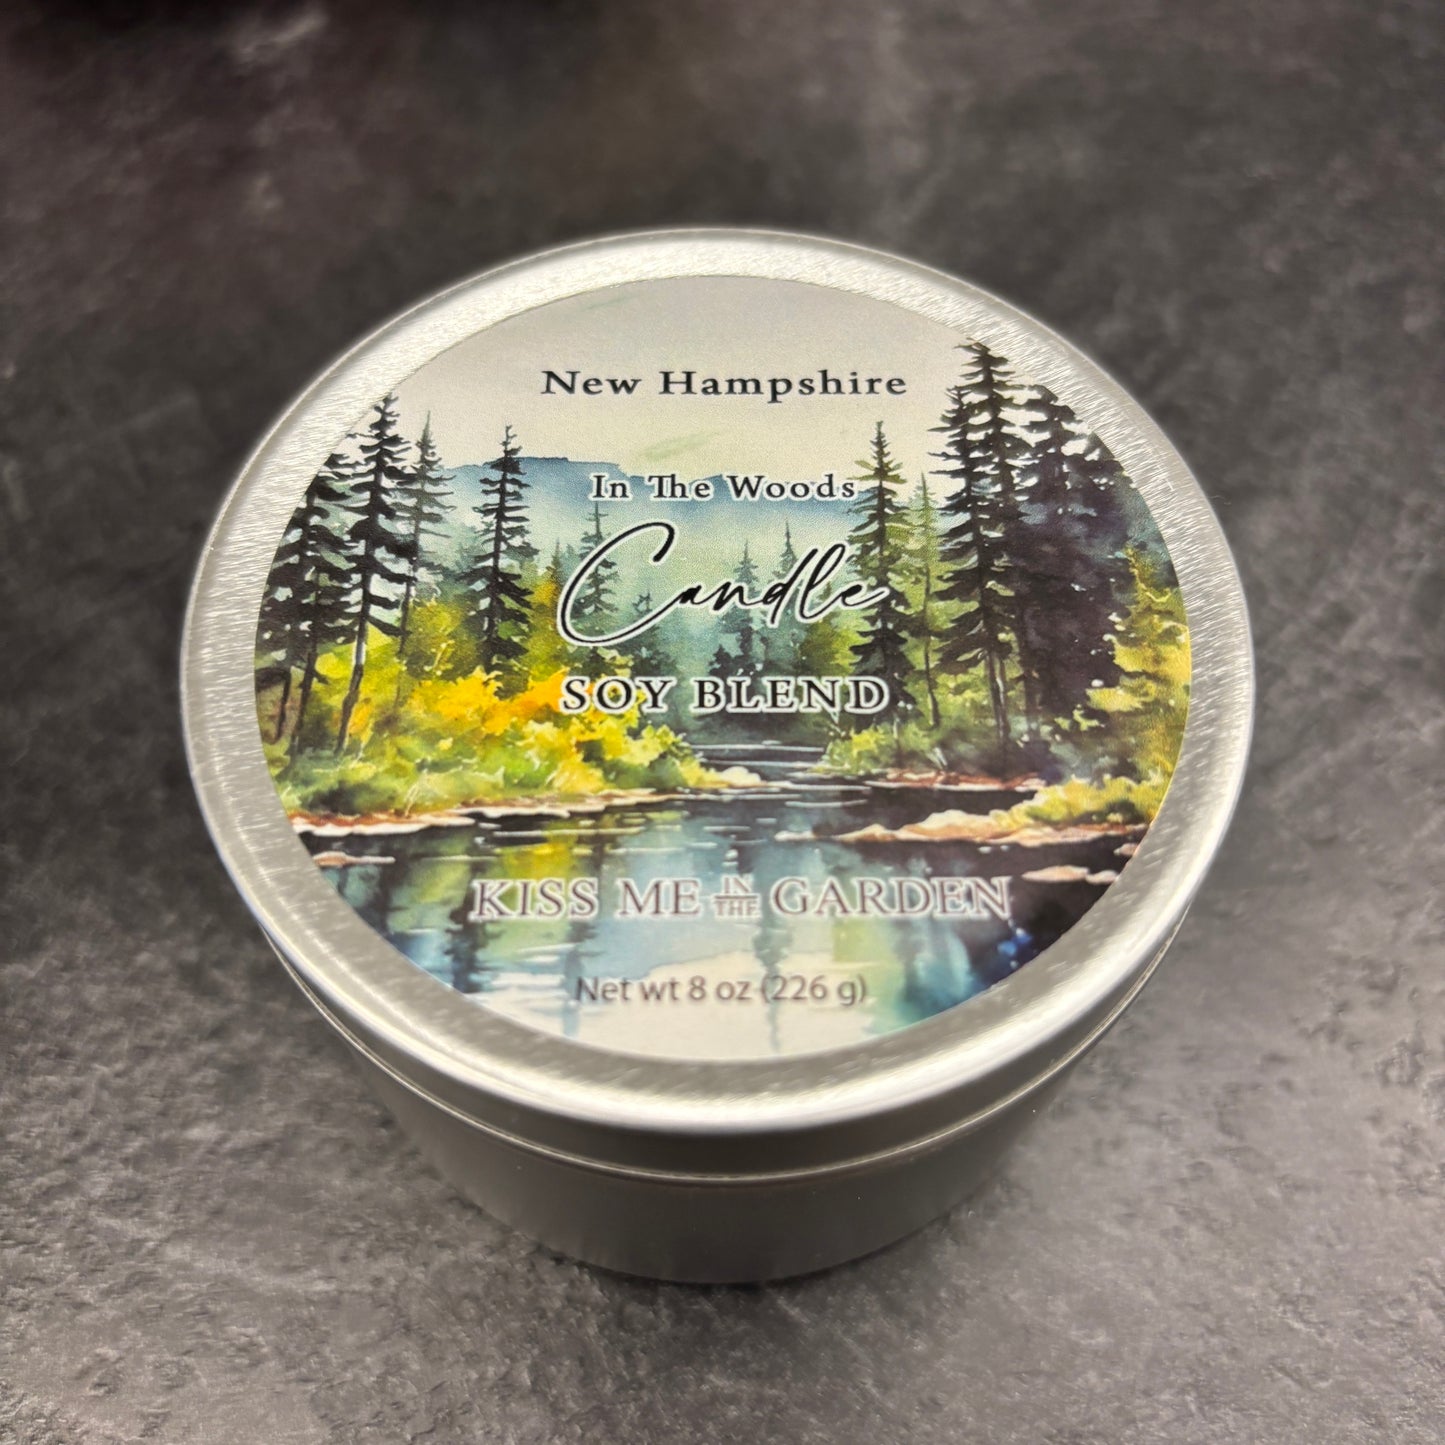 New Hampshire
In The Woods
Candle
SOY BLEND
KISS ME IN THE GARDEN
Net wt 8 oz (226 g)